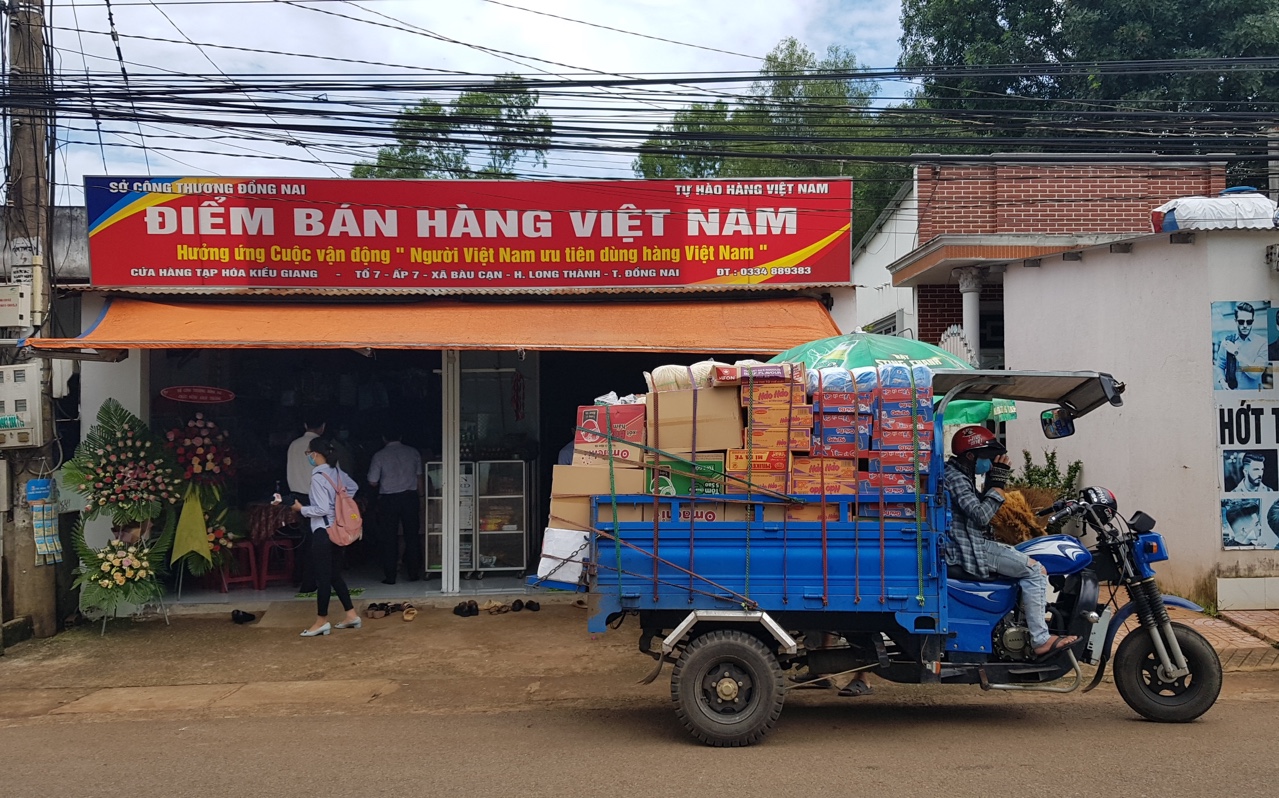 SỞ CÔNG THƯƠNG ĐỒNG NAI
TỰ HÀO HÀNG VIỆT NAM
ĐIỂM BÁN HÀNG VIỆT NAM
Hưởng ứng Cuộc vận động " Người Việt Nam ưu tiên dùng hàng Việt Nam "
CỬA HÀNG TẠP HÓA KIỀU GIANG - TỔ 7 - ẤP 7 - XÃ BÀU CẠN - H. LONG THÀNH - T. ĐỒNG NAI
ĐT : 0334 889383
HỚT T
Hảo Hảo